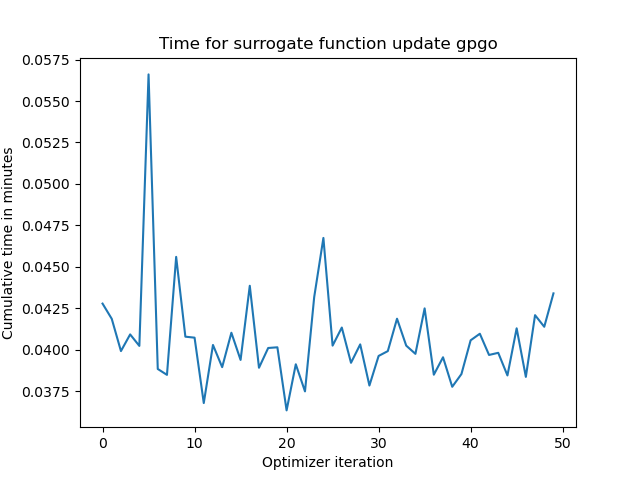 Time for surrogate function update gpgo
Cumulative time in minutes
0.0575
0.0550
0.0525
0.0500
0.0475
0.0450
0.0425
0.0400
0.0375
0 10 20 30 40 50
Optimizer iteration